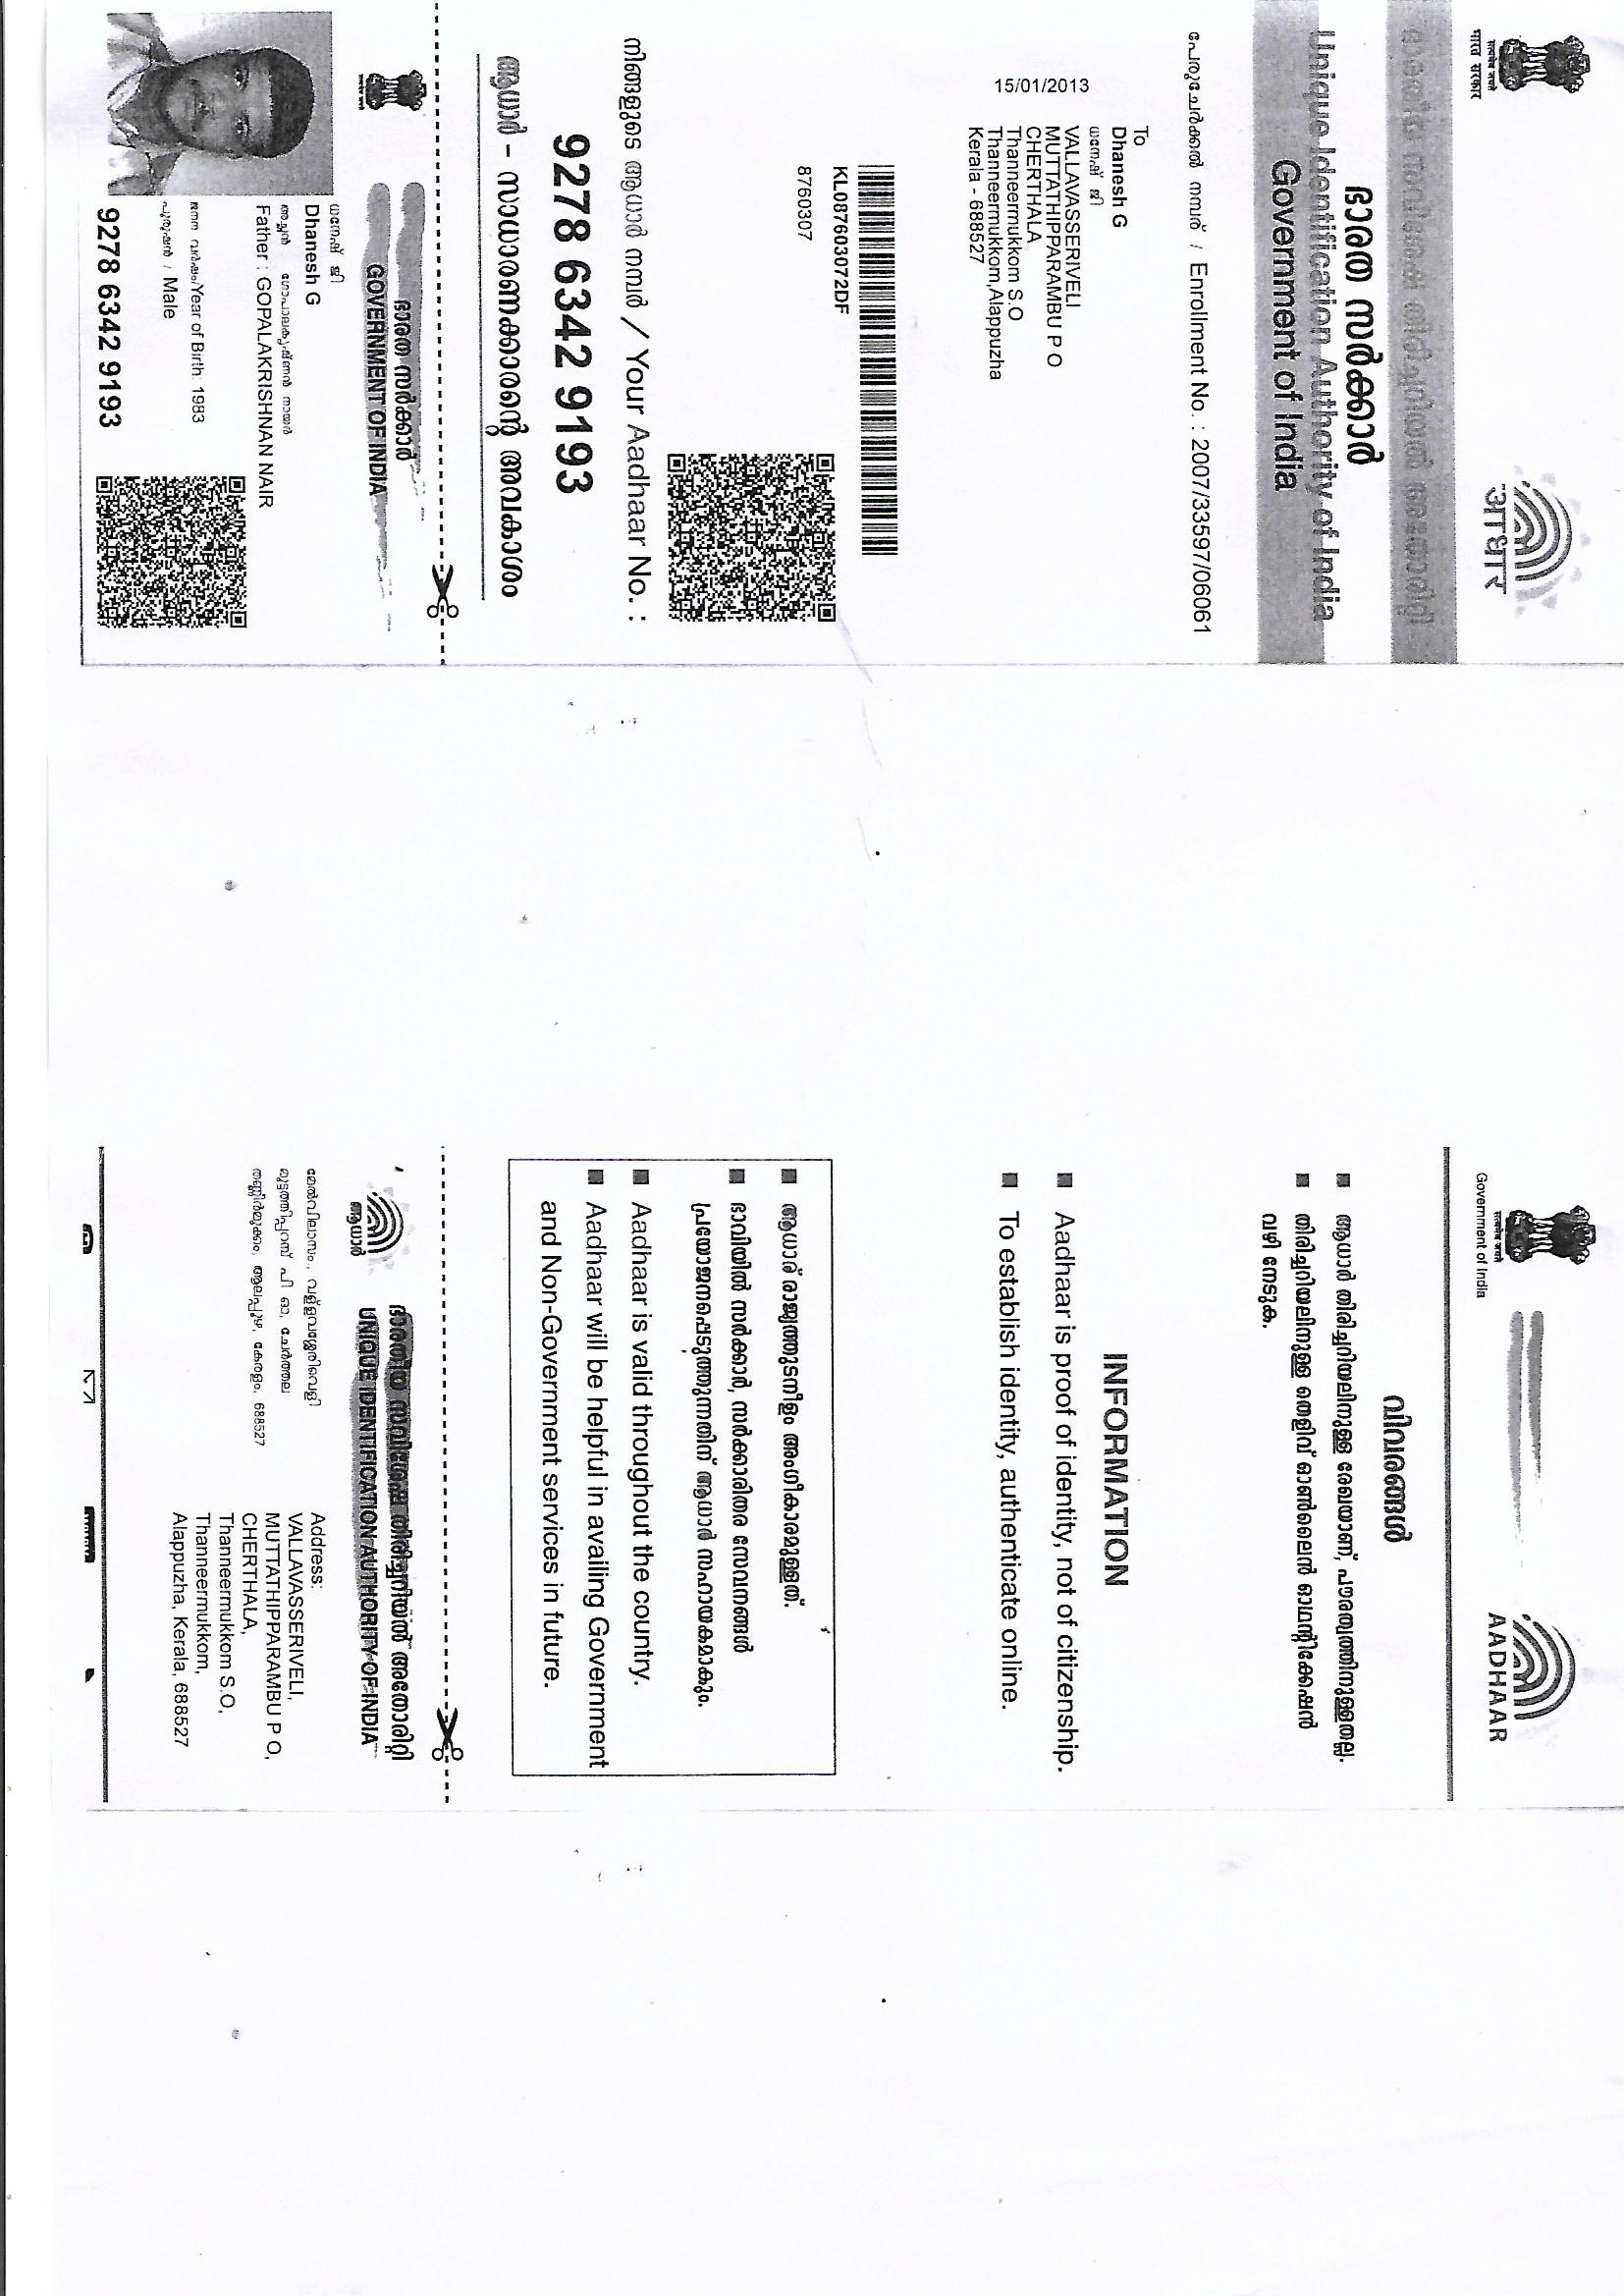 सत्यमेव जयते
भारत सरकार
आधार
ഭാരതീയ സവിശേഷ തിരിച്ചറിയൽ അതോറിറ്റി
ഭാരത സർക്കാർ
Unique Identification Authority of India
Government of India
പേരുചേർക്കൽ നമ്പർ / Enrollment No. : 2007/33597/06061
To
Dhanesh G
ധനേഷ് ജി
VALLAVASSERIVELI
MUTTATHIPPARAMBU P O
CHERTHALA
Thanneermukkom S.O
Thanneermukkom,Alappuzha
Kerala - 688527
15/01/2013
KL087603072DF
8760307
നിങ്ങളുടെ ആധാർ നമ്പർ / Your Aadhaar No. :
9278 6342 9193
ആധാർ - സാധാരണക്കാരന്റെ അവകാശം
ഭാരത സർക്കാർ
GOVERNMENT OF INDIA
ധനേഷ് ജി
Dhanesh G
അച്ഛൻ ഗോപാലകൃഷ്ണൻ നായർ
Father : GOPALAKRISHNAN NAIR
ജനന വർഷം/Year of Birth: 1983
പുരുഷൻ / Male
9278 6342 9193
सत्यमेव जयते
Government of India
AADHAAR
വിവരങ്ങൾ
■ ആധാർ തിരിച്ചറിയലിനുള്ള രേഖയാണ്, പൗരത്വത്തിനുള്ളതല്ല.
■ തിരിച്ചറിയലിനുള്ള തെളിവ് ഓൺലൈൻ ഓഥന്റിക്കേഷൻ
വഴി നേടുക.
INFORMATION
■ Aadhaar is proof of identity, not of citizenship.
■ To establish identity, authenticate online.
■ ആധാര് രാജ്യത്തുടനീളം അംഗീകാരമുള്ളത്.
■ ഭാവിയിൽ സർക്കാർ, സർക്കാരിതര സേവനങ്ങൾ
പ്രയോജനപ്പെടുത്തുന്നതിന് ആധാർ സഹായകമാകും.
■ Aadhaar is valid throughout the country.
■ Aadhaar will be helpful in availing Government
and Non-Government services in future.
ആധാർ
ഭാരതീയ സവിശേഷ തിരിച്ചറിയൽ അതോറിറ്റി
UNIQUE IDENTIFICATION AUTHORITY OF INDIA
മേൽവിലാസം, വള്ളവശ്ശേരിവെളി
മുട്ടത്തിപ്പറമ്പ് പി ഓ, ചേർത്തല
തണ്ണീർമുക്കം, ആലപ്പുഴ, കേരളം, 688527
Address:
VALLAVASSERIVELI,
MUTTATHIPPARAMBU P O,
CHERTHALA,
Thanneermukkom S.O,
Thanneermukkom,
Alappuzha, Kerala, 688527